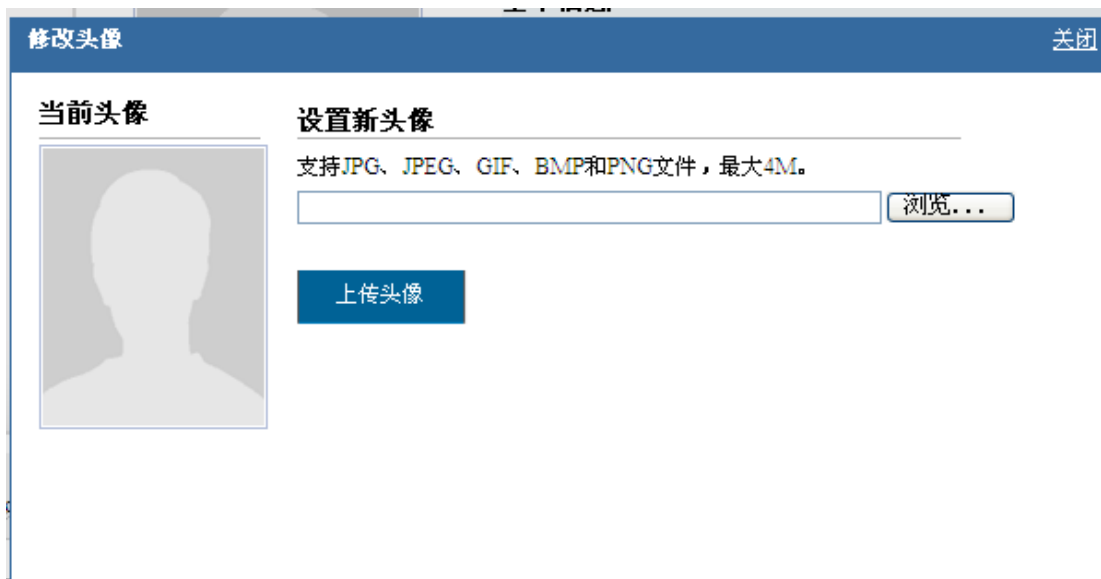 修改头像
关闭
当前头像
设置新头像
支持JPG、JPEG、GIF、BMP和PNG文件，最大4M。
浏览...
上传头像